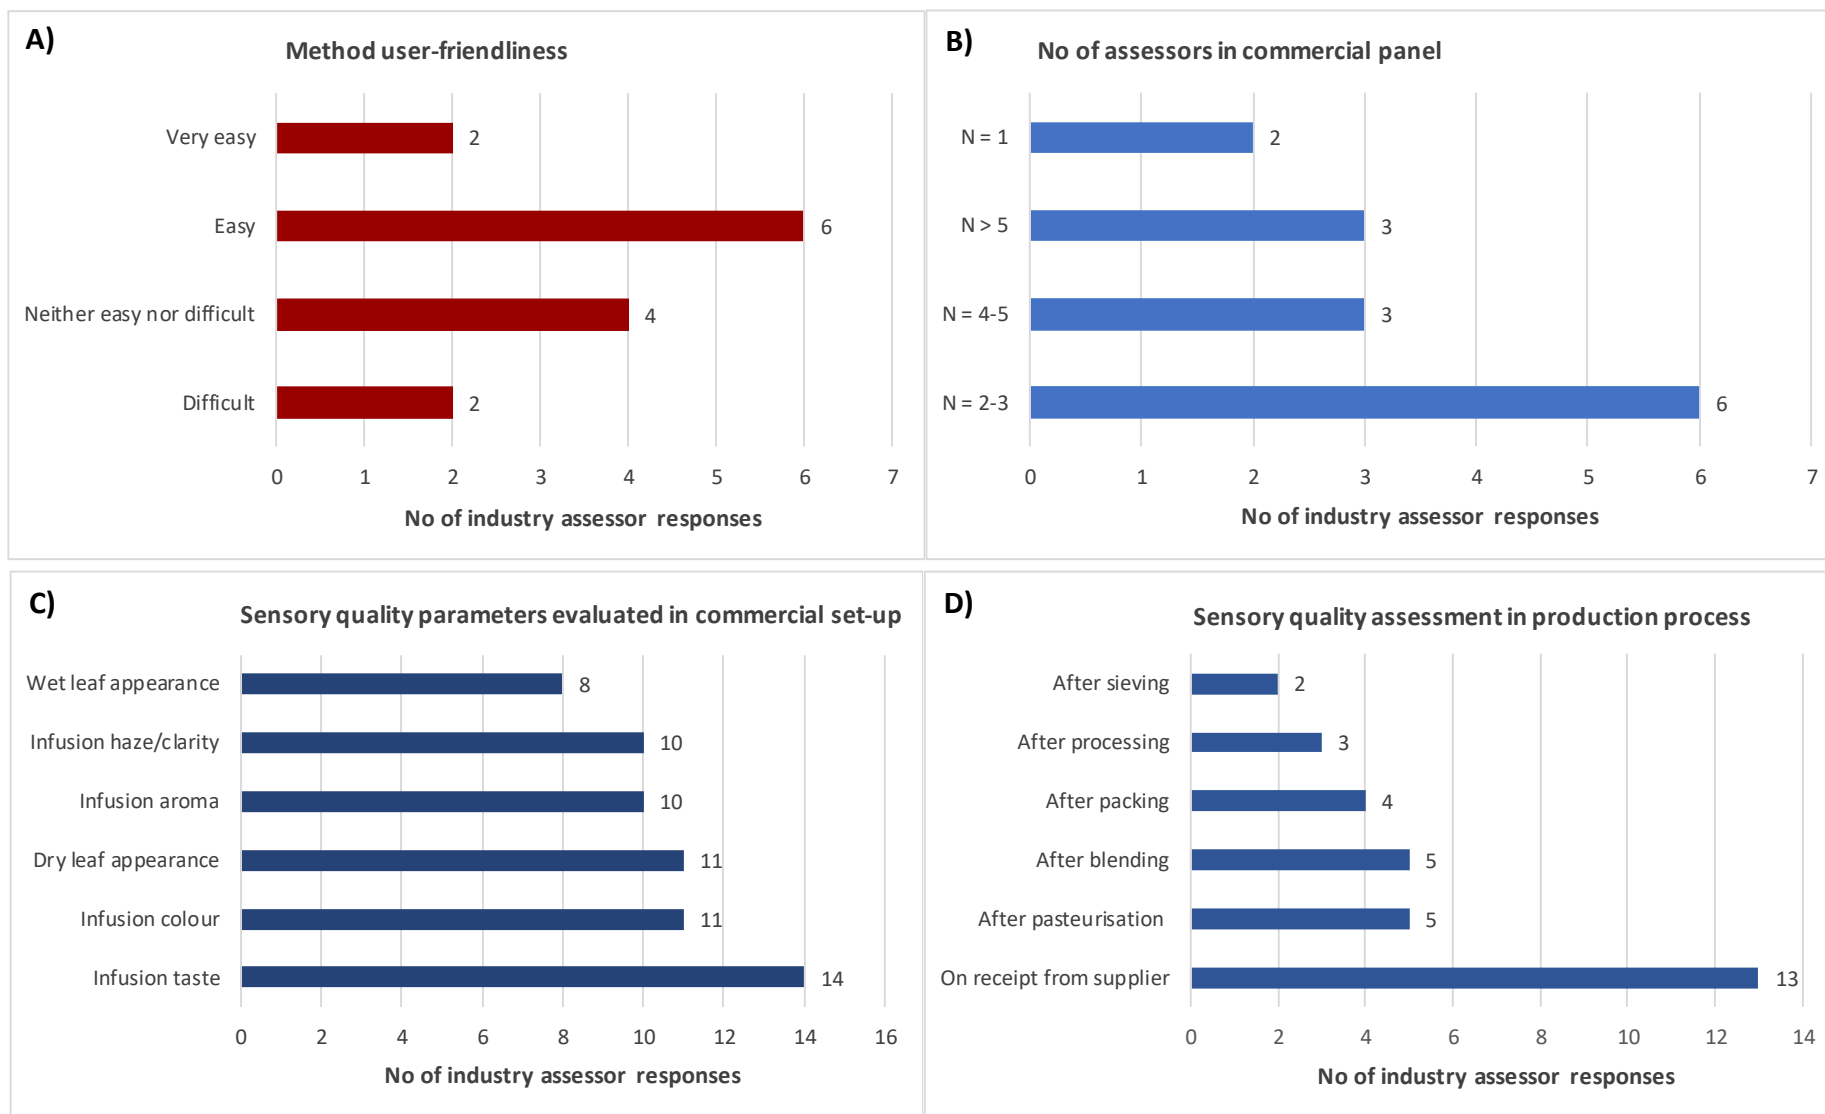 A)
Method user-friendliness
Very easy
2
Easy
6
Neither easy nor difficult
4
Difficult
2
0 1 2 3 4 5 6 7
No of industry assessor responses
B)
No of assessors in commercial panel
N = 1
2
N > 5
3
N = 4-5
3
N = 2-3
6
0 1 2 3 4 5 6 7
No of industry assessor responses
C)
Sensory quality parameters evaluated in commercial set-up
Wet leaf appearance
8
Infusion haze/clarity
10
Infusion aroma
10
Dry leaf appearance
11
Infusion colour
11
Infusion taste
14
0 2 4 6 8 10 12 14 16
No of industry assessor responses
D)
Sensory quality assessment in production process
After sieving
2
After processing
3
After packing
4
After blending
5
After pasteurisation
5
On receipt from supplier
13
0 2 4 6 8 10 12 14
No of industry assessor responses